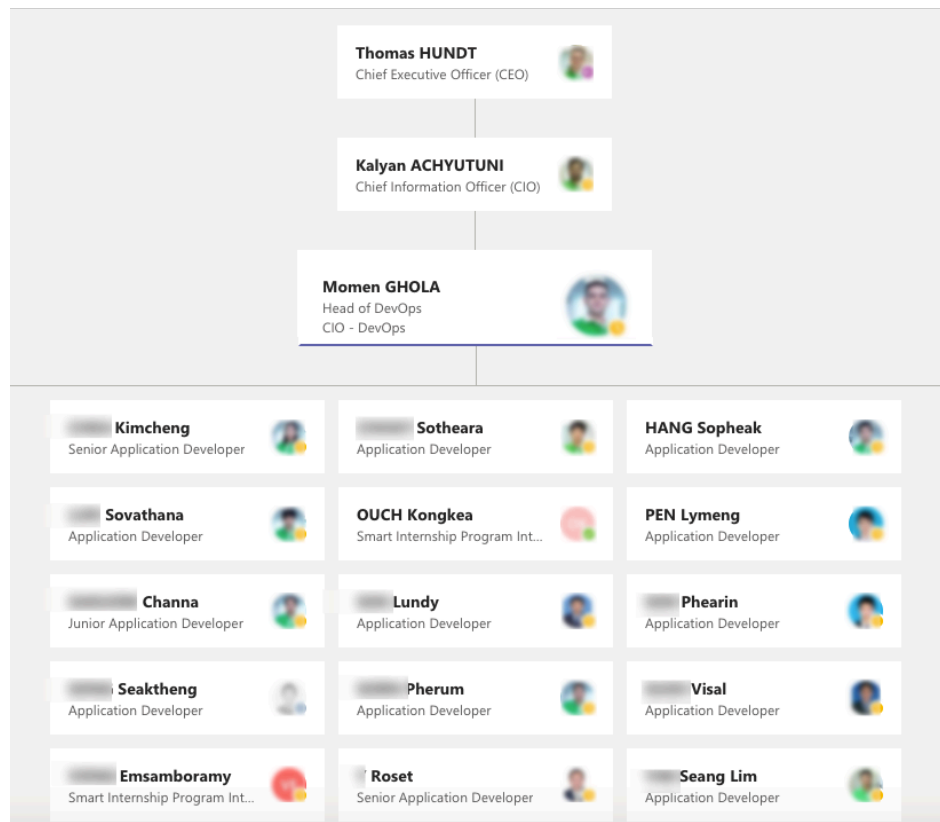 Thomas HUNDT
Chief Executive Officer (CEO)
Kalyan ACHYUTUNI
Chief Information Officer (CIO)
Momen GHOLA
Head of DevOps
CIO - DevOps
Kimcheng
Senior Application Developer
Sotheara
Application Developer
HANG Sopheak
Application Developer
Sovathana
Application Developer
OUCH Kongkea
Smart Internship Program Int...
PEN Lymeng
Application Developer
Channa
Junior Application Developer
Lundy
Application Developer
Phearin
Application Developer
Seaktheng
Application Developer
Pherum
Application Developer
Visal
Application Developer
Emsamboramy
Smart Internship Program Int...
Roset
Senior Application Developer
Seang Lim
Application Developer